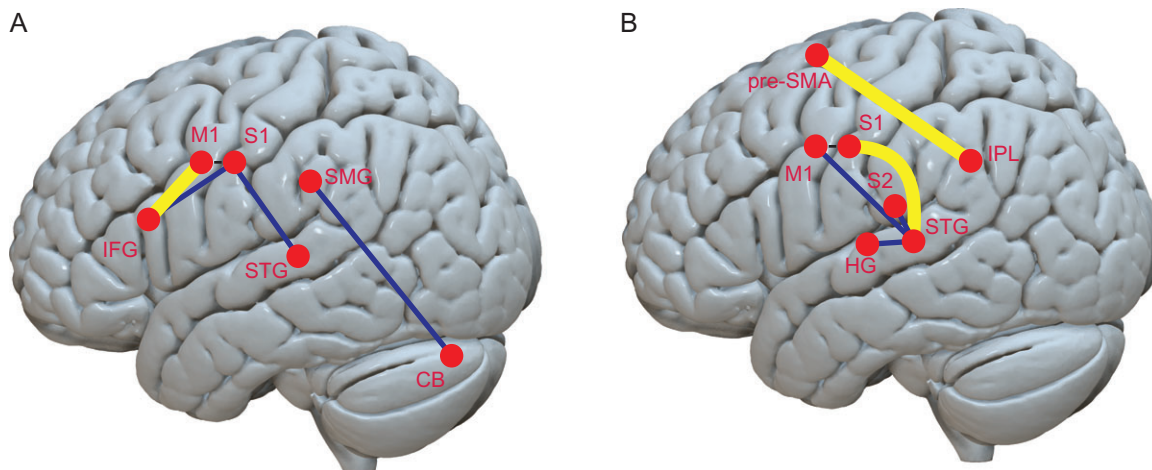 A
M1 S1
SMG
IFG
STG
CB
B
pre-SMA
S1
M1
IPL
S2
STG
HG